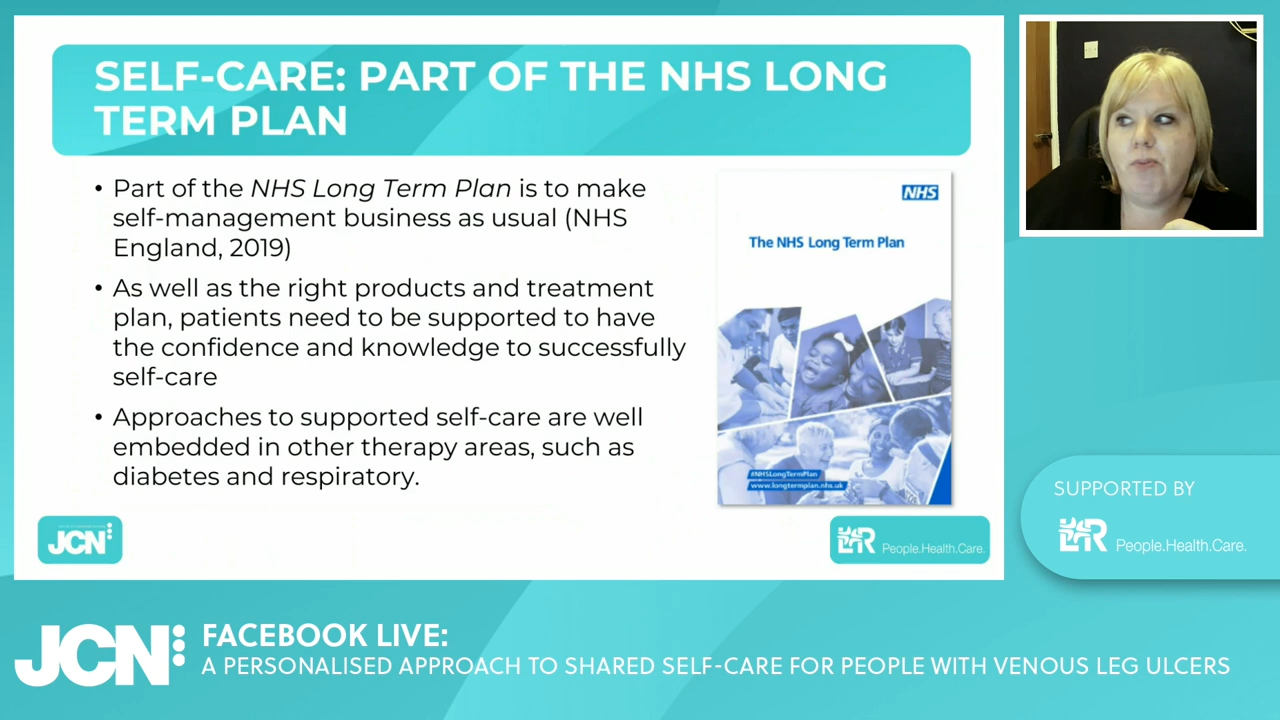 SELF-CARE: PART OF THE NHS LONG
TERM PLAN
• Part of the NHS Long Term Plan is to make
self-management business as usual (NHS
England, 2019)
• As well as the right products and treatment
plan, patients need to be supported to have
the confidence and knowledge to successfully
self-care
• Approaches to supported self-care are well
embedded in other therapy areas, such as
diabetes and respiratory.
NHS
The NHS Long Term Plan
#NHSLongTermPlan
www.longtermplan.nhs.uk
JCN
L&R
People.Health.Care.
SUPPORTED BY
L&R
People.Health.Care.
JCN
FACEBOOK LIVE:
A PERSONALISED APPROACH TO SHARED SELF-CARE FOR PEOPLE WITH VENOUS LEG ULCERS